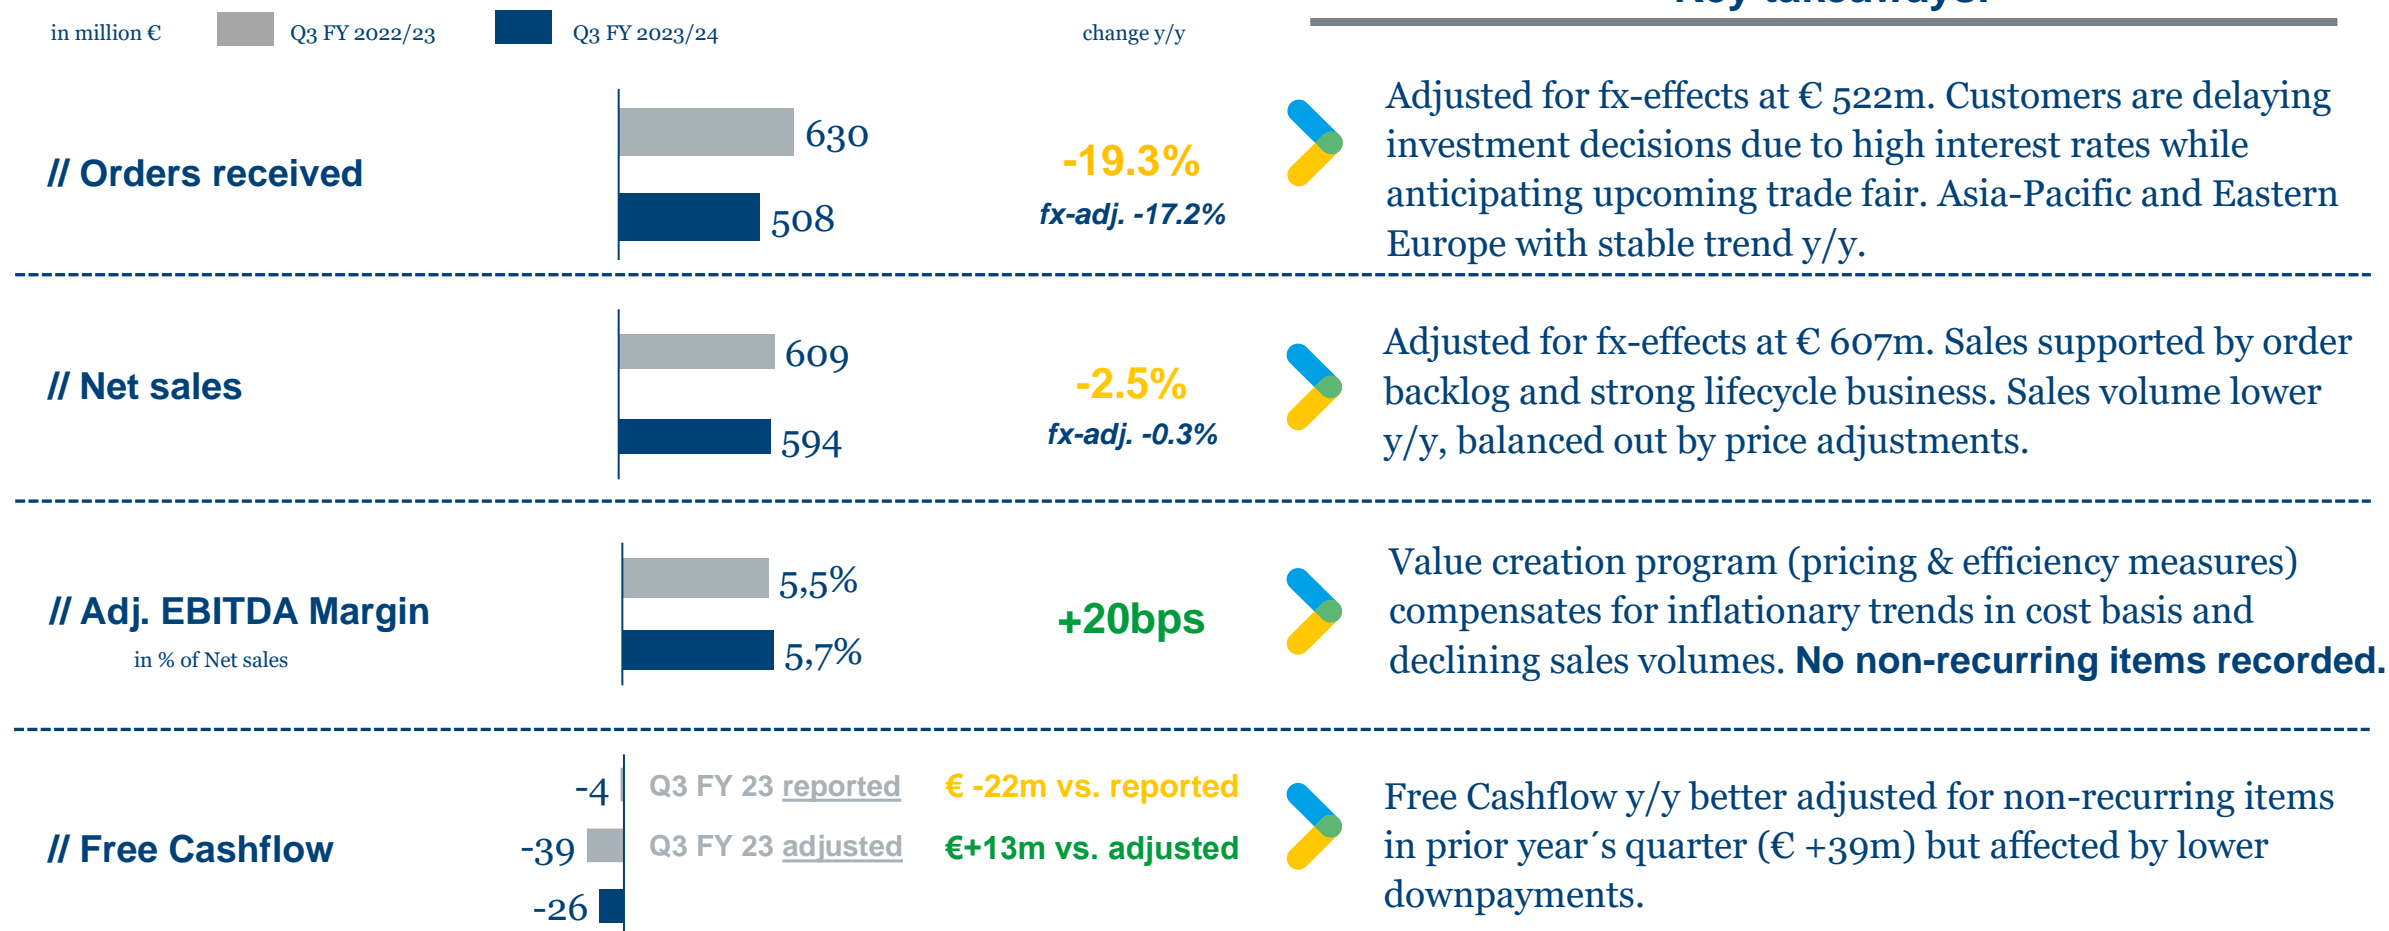 Key takeaways:
in million €
Q3 FY 2022/23
Q3 FY 2023/24
change y/y
// Orders received
630
508
-19.3%
fx-adj. -17.2%
Adjusted for fx-effects at € 522m. Customers are delaying
investment decisions due to high interest rates while
anticipating upcoming trade fair. Asia-Pacific and Eastern
Europe with stable trend y/y.
// Net sales
609
594
-2.5%
fx-adj. -0.3%
Adjusted for fx-effects at € 607m. Sales supported by order
backlog and strong lifecycle business. Sales volume lower
y/y, balanced out by price adjustments.
// Adj. EBITDA Margin
in % of Net sales
5,5%
5,7%
+20bps
Value creation program (pricing & efficiency measures)
compensates for inflationary trends in cost basis and
declining sales volumes. No non-recurring items recorded.
// Free Cashflow
-4
Q3 FY 23 reported
€ -22m vs. reported
-39
Q3 FY 23 adjusted
€+13m vs. adjusted
-26
Free Cashflow y/y better adjusted for non-recurring items
in prior year´s quarter (€ +39m) but affected by lower
downpayments.